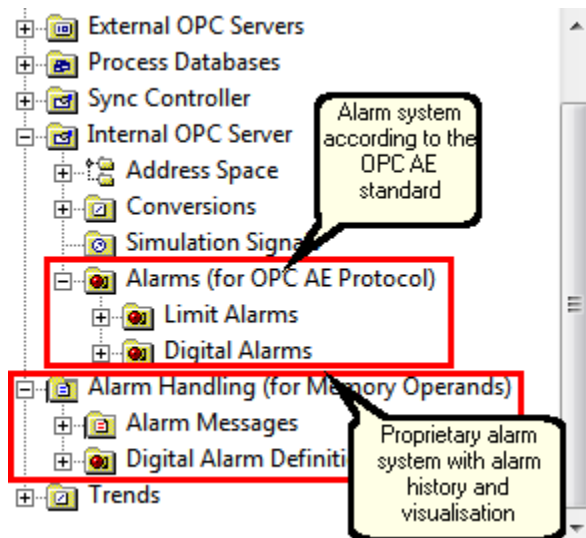 External OPC Servers
Process Databases
Sync Controller
Internal OPC Server
Address Space
Conversions
Simulation Signa
Alarms (for OPC AE Protocol)
Limit Alarms
Digital Alarms
Alarm Handling (for Memory Operands)
Alarm Messages
Digital Alarm Definiti
Trends
Alarm system
according to the
OPC AE
standard
Proprietary alarm
system with alarm
history and
visualisation